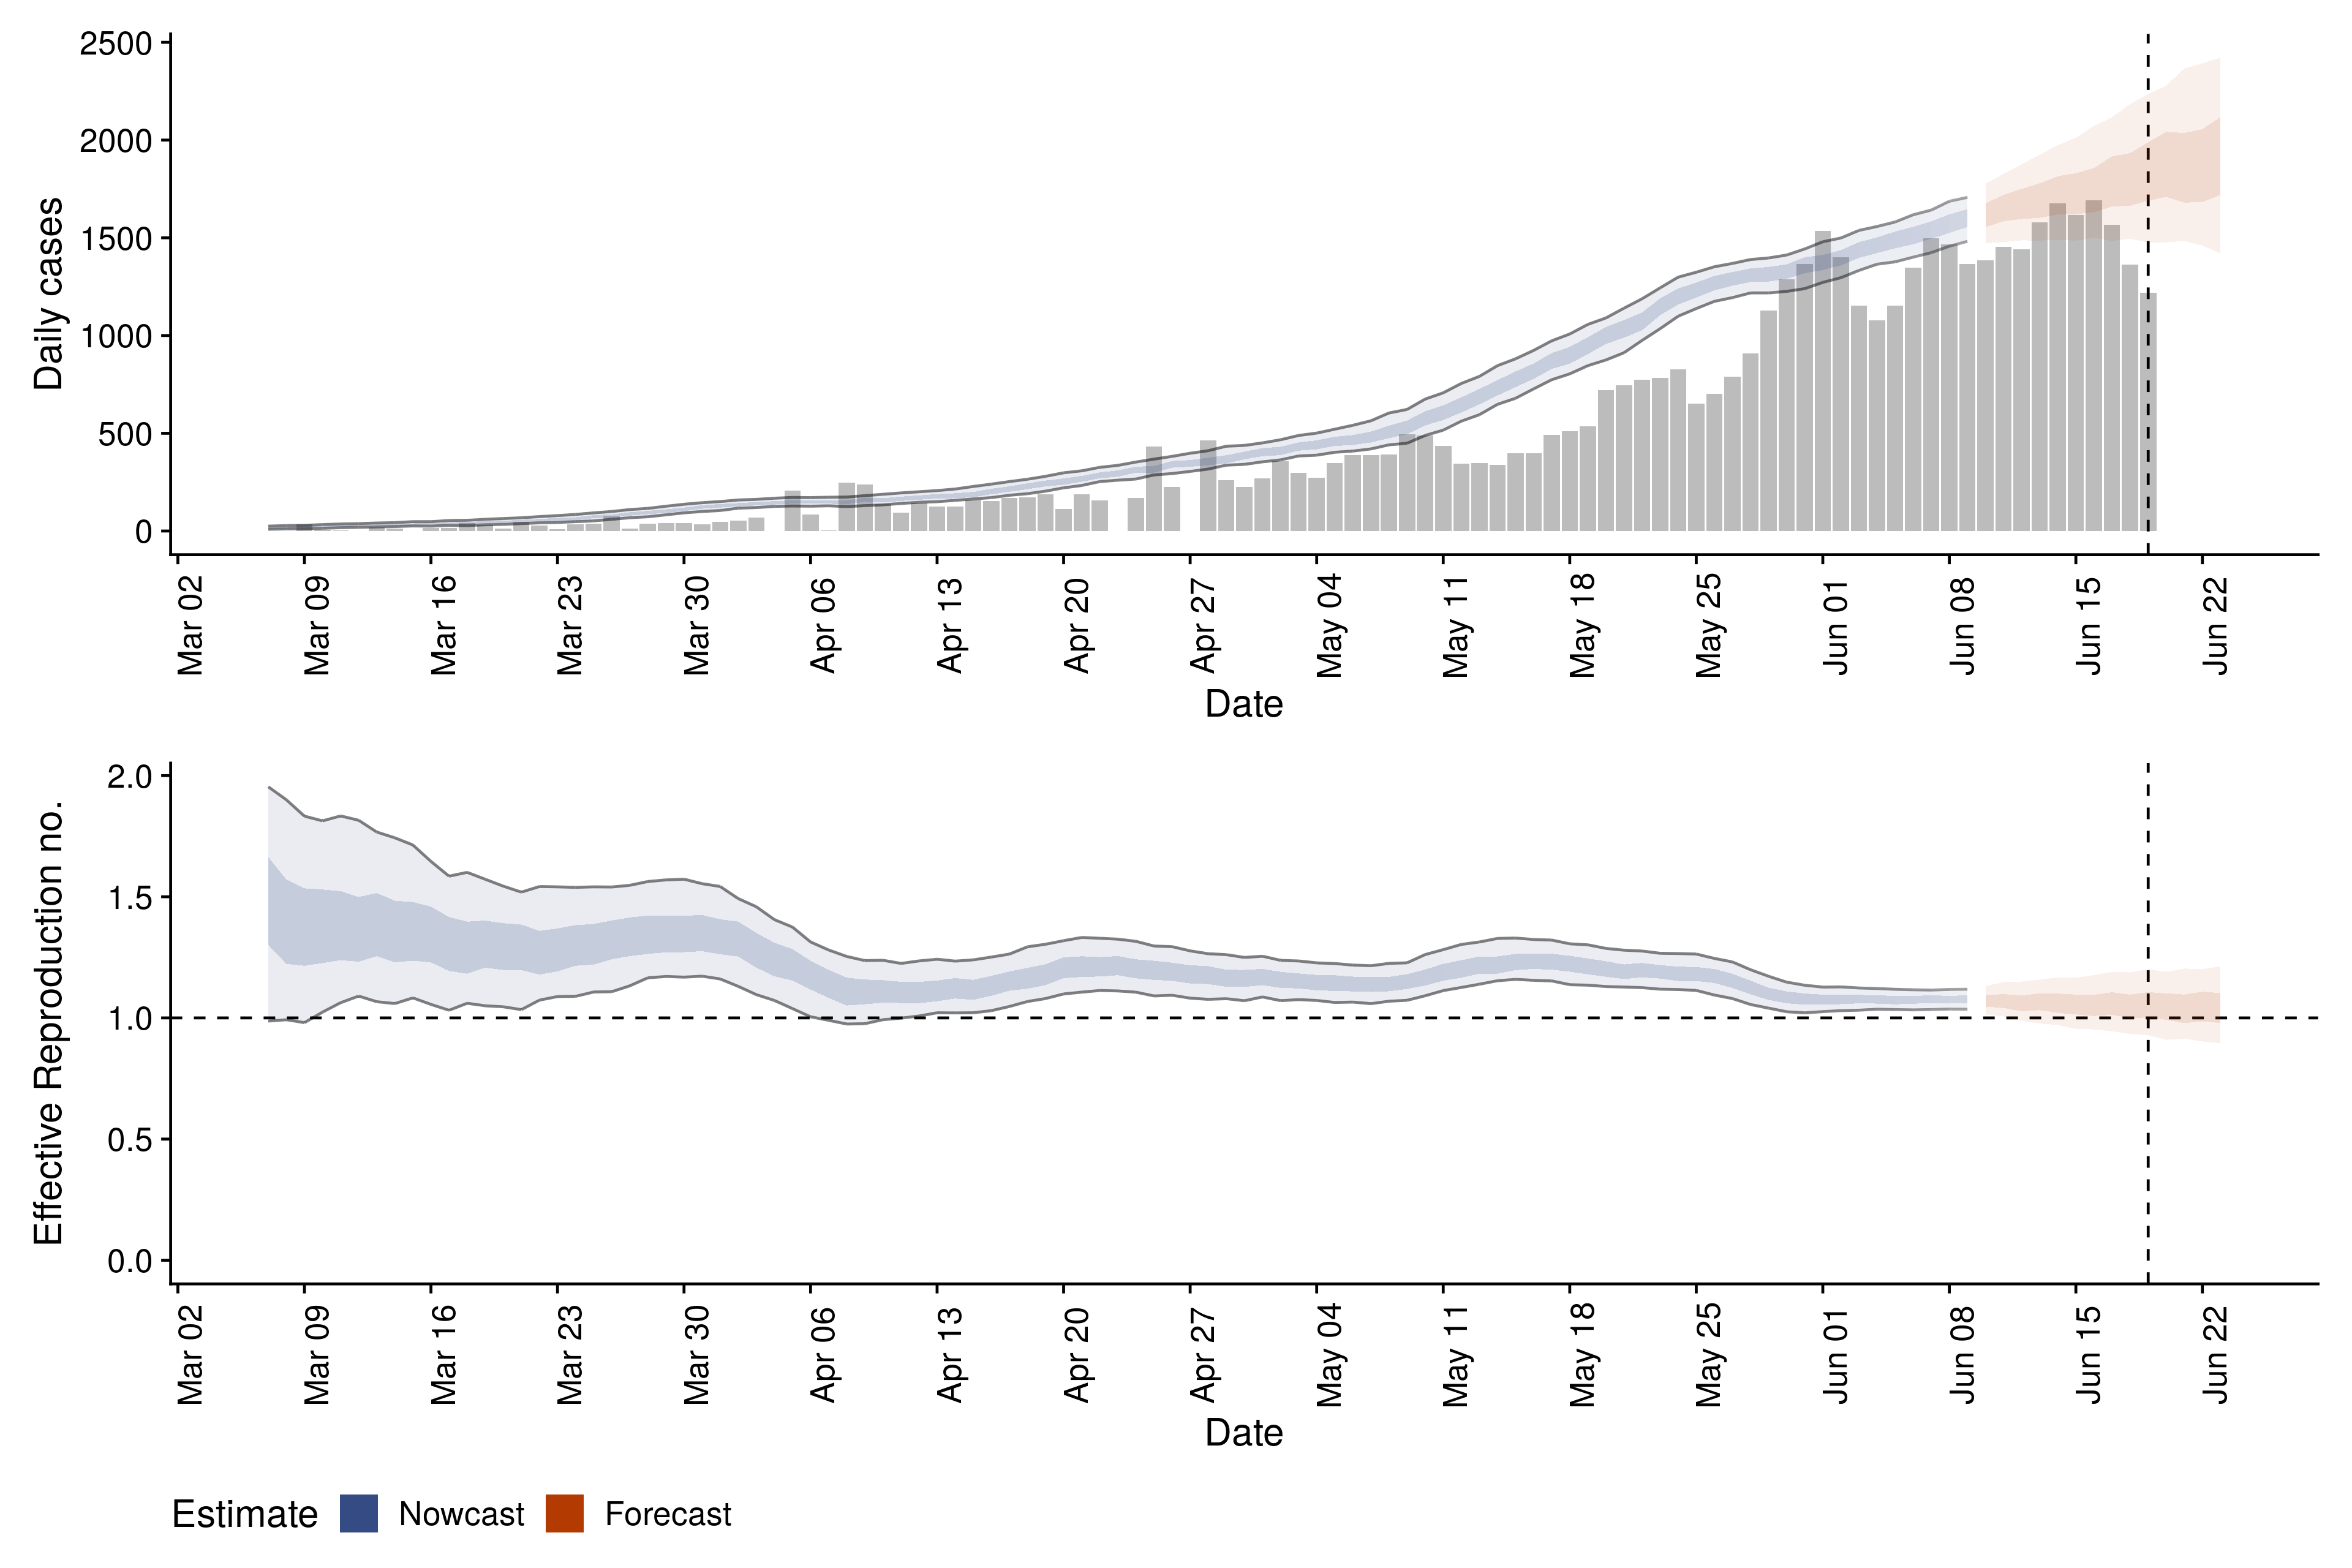 Daily cases
2500
2000
1500
1000
500
0
Mar 02 Mar 09 Mar 16 Mar 23 Mar 30 Apr 06 Apr 13 Apr 20 Apr 27 May 04 May 11 May 18 May 25 Jun 01 Jun 08 Jun 15 Jun 22
Date
Effective Reproduction no.
2.0
1.5
1.0
0.5
0.0
Mar 02 Mar 09 Mar 16 Mar 23 Mar 30 Apr 06 Apr 13 Apr 20 Apr 27 May 04 May 11 May 18 May 25 Jun 01 Jun 08 Jun 15 Jun 22
Date
Estimate Nowcast Forecast